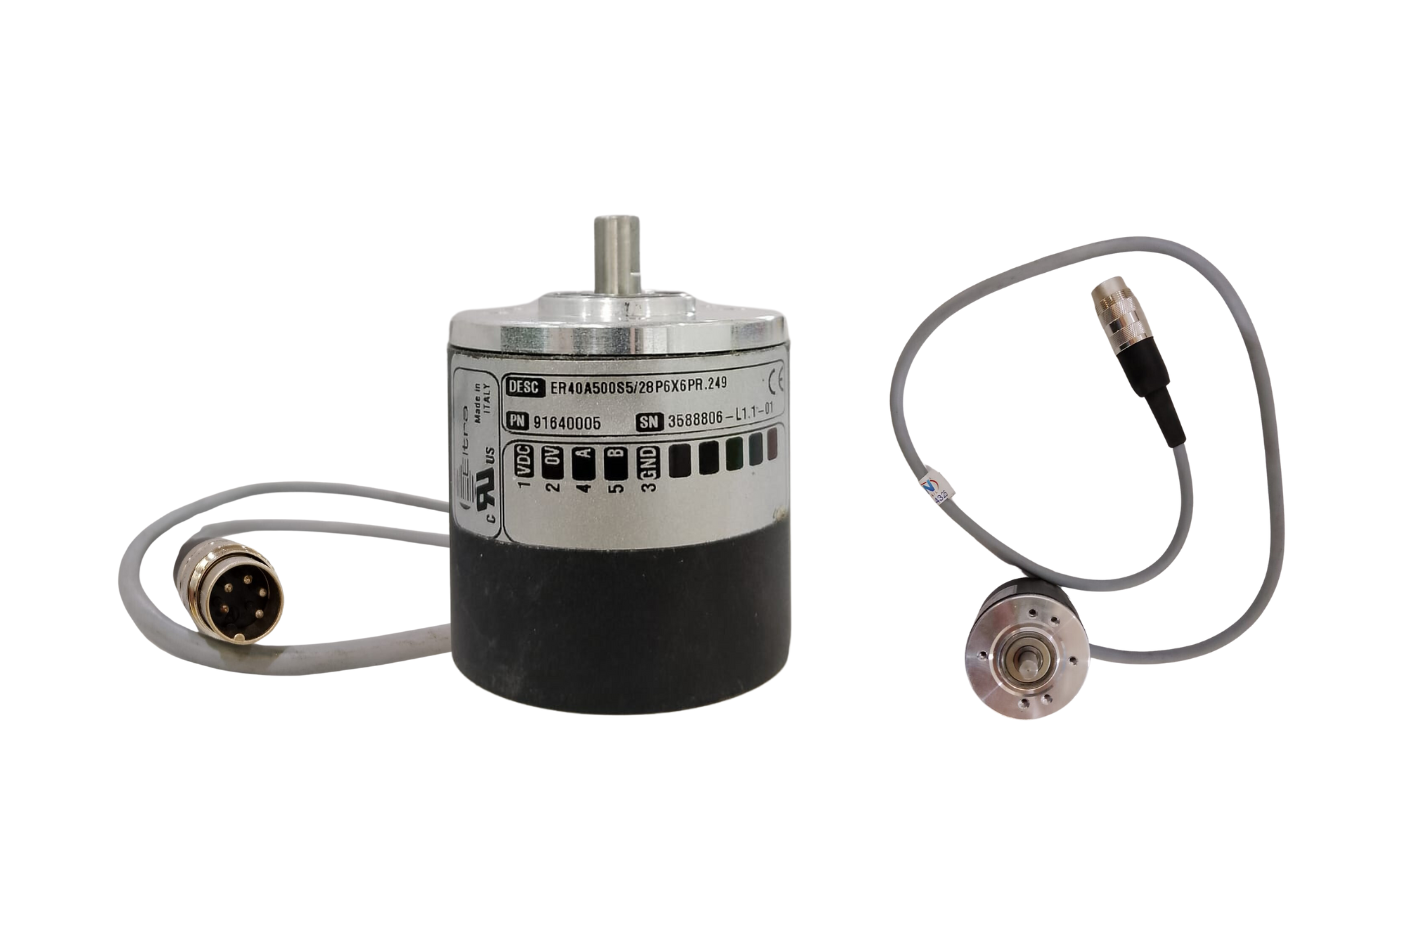 Eltra
Made in
ITALY
C RU US
DESC ER40A500S5/28P6X6PR.249 CE
PN 91640005 SN 3588806-L1.1-01
VDC 0V A B GND
1 2 4 5 3